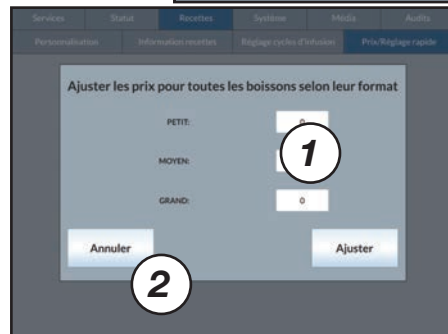 Services Statut Recettes Système Média Audits
Personnalisation Information recettes Réglage cycles d'infusion Prix/Réglage rapide
Ajuster les prix pour toutes les boissons selon leur format
PETIT: 0
MOYEN:
1
GRAND: 0
Annuler Ajuster
2